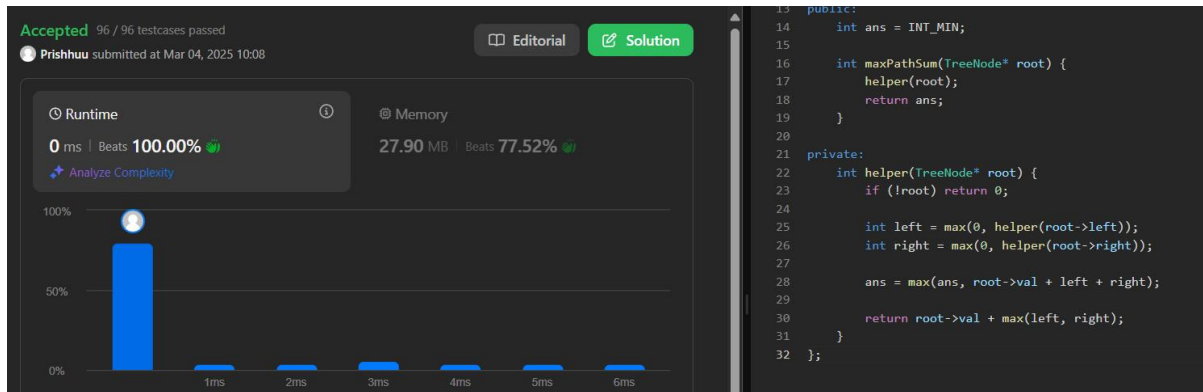 Accepted 96 / 96 testcases passed
Prishhuu submitted at Mar 04, 2025 10:08
Editorial
Solution
Runtime
0 ms | Beats 100.00%
Analyze Complexity
Memory
27.90 MB | Beats 77.52%
100%
50%
0%
1ms 2ms 3ms 4ms 5ms 6ms
13 public:
14     int ans = INT_MIN;
15
16     int maxPathSum(TreeNode* root) {
17         helper(root);
18         return ans;
19     }
20
21 private:
22     int helper(TreeNode* root) {
23         if (!root) return 0;
24
25         int left = max(0, helper(root->left));
26         int right = max(0, helper(root->right));
27
28         ans = max(ans, root->val + left + right);
29
30         return root->val + max(left, right);
31     }
32 };